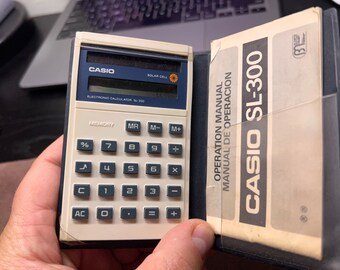 CASIO
SOLAR CELL
ELECTRONIC CALCULATOR SL-300
MEMORY
MR M- M+
% 7 8 9 ÷
4 5 6 ×
C 1 2 3 -
AC 0 · = +
OPERATION MANUAL
MANUAL DE OPERACION
CASIO SL-300